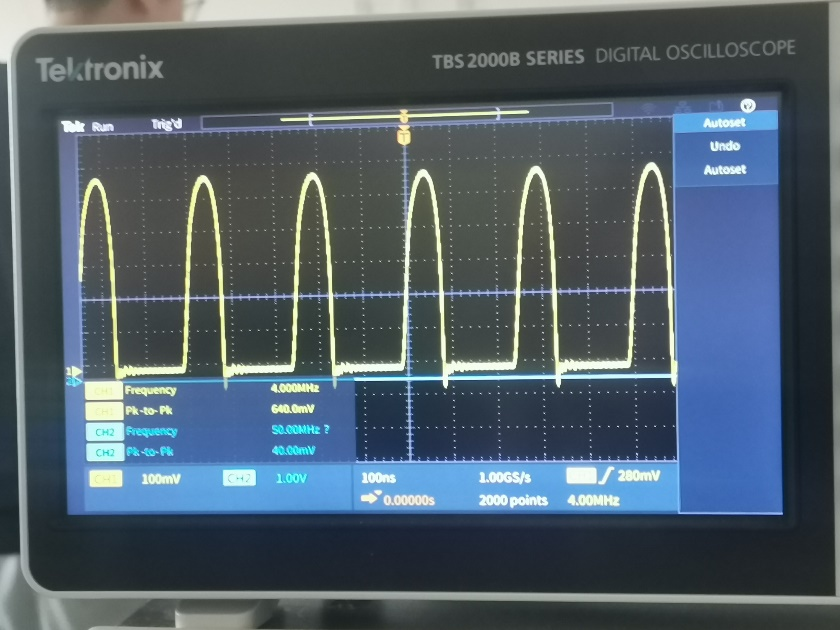 Tektronix
TBS 2000B SERIES DIGITAL OSCILLOSCOPE
Tek Run Trig'd
Autoset
Undo
Autoset
CH1 Frequency 4.000MHz
CH1 Pk-to-Pk 640.0mV
CH2 Frequency 50.00MHz ?
CH2 Pk-to-Pk 40.00mV
CH1 100mV CH2 1.00V
100ns 1.00GS/s 280mV
0.00000s 2000 points 4.00MHz